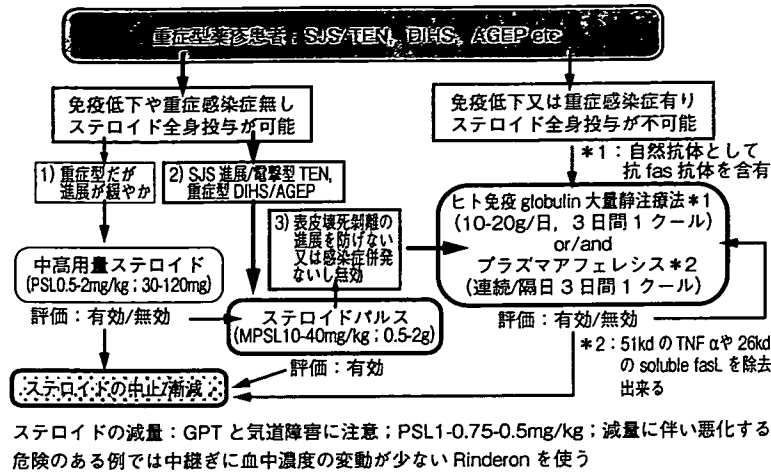 重症型薬疹患者：SJS/TEN，DIHS，AGEP etc
免疫低下や重症感染症無し
ステロイド全身投与が可能
免疫低下又は重症感染症有り
ステロイド全身投与が不可能
1) 重症型だが
進展が緩やか
2) SJS 進展/電撃型 TEN,
重症型 DIHS/AGEP
＊1：自然抗体として
抗 fas 抗体を含有
3) 表皮壊死剝離の
進展を防げない
又は感染症併発
ないし無効
ヒト免疫 globulin 大量静注療法＊1
(10-20g/日，3 日間 1 クール)
or/and
プラズマアフェレシス＊2
(連続/隔日 3 日間 1 クール)
中高用量ステロイド
(PSL0.5-2mg/kg；30-120mg)
評価：有効/無効
ステロイドパルス
(MPSL10-40mg/kg；0.5-2g)
評価：有効
評価：有効/無効
＊2：51kd の TNF αや 26kd
の soluble fasL を除去
出来る
ステロイドの中止/漸減
ステロイドの減量：GPT と気道障害に注意；PSL1-0.75-0.5mg/kg；減量に伴い悪化する
危険のある例では中継ぎに血中濃度の変動が少ない Rinderon を使う